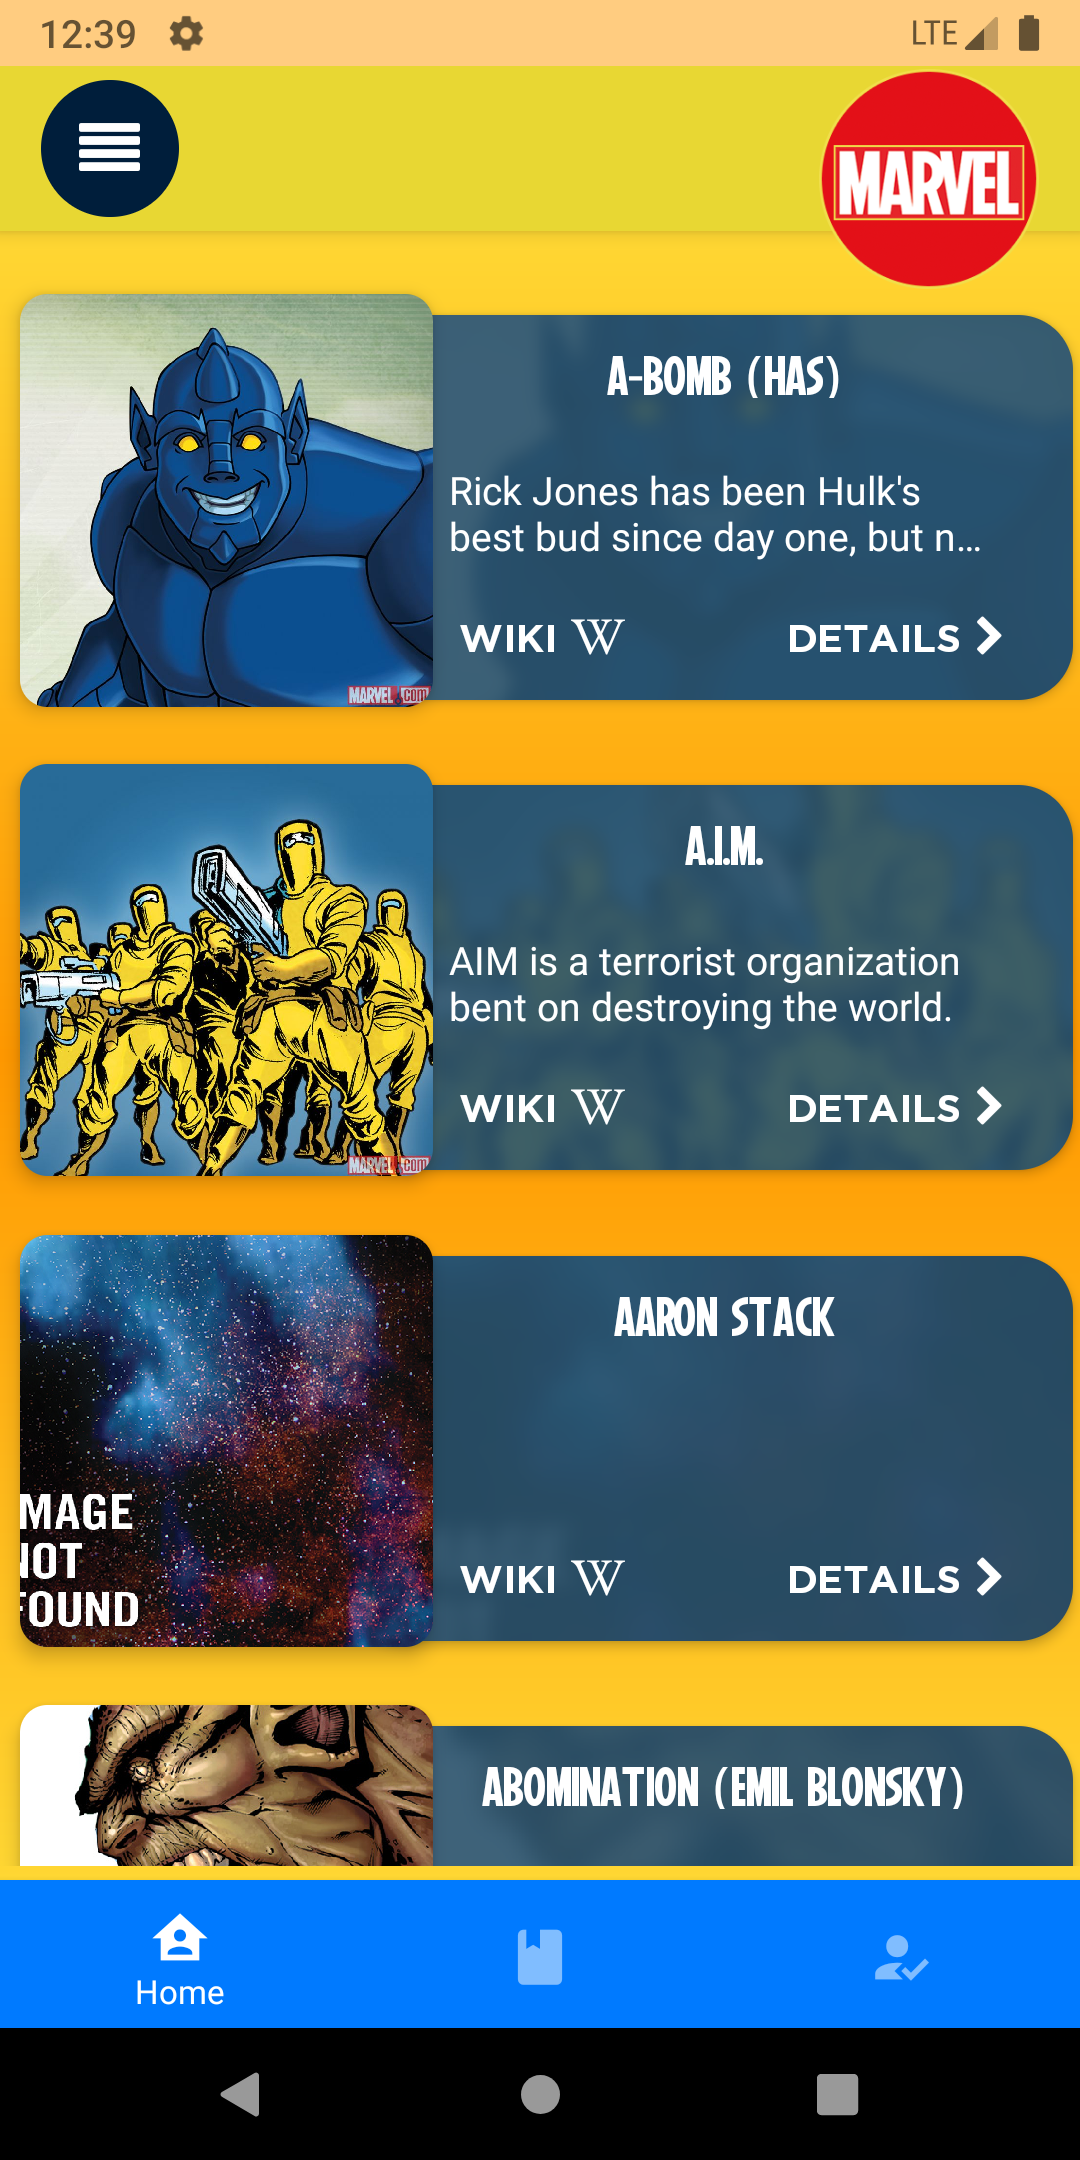 12:39
LTE
MARVEL
A-BOMB (HAS)
Rick Jones has been Hulk's
best bud since day one, but n...
WIKI W
DETAILS
MARVEL.com
A.I.M.
AIM is a terrorist organization
bent on destroying the world.
WIKI W
DETAILS
MARVEL.com
AARON STACK
MAGE
NOT
FOUND
WIKI W
DETAILS
ABOMINATION (EMIL BLONSKY)
Home